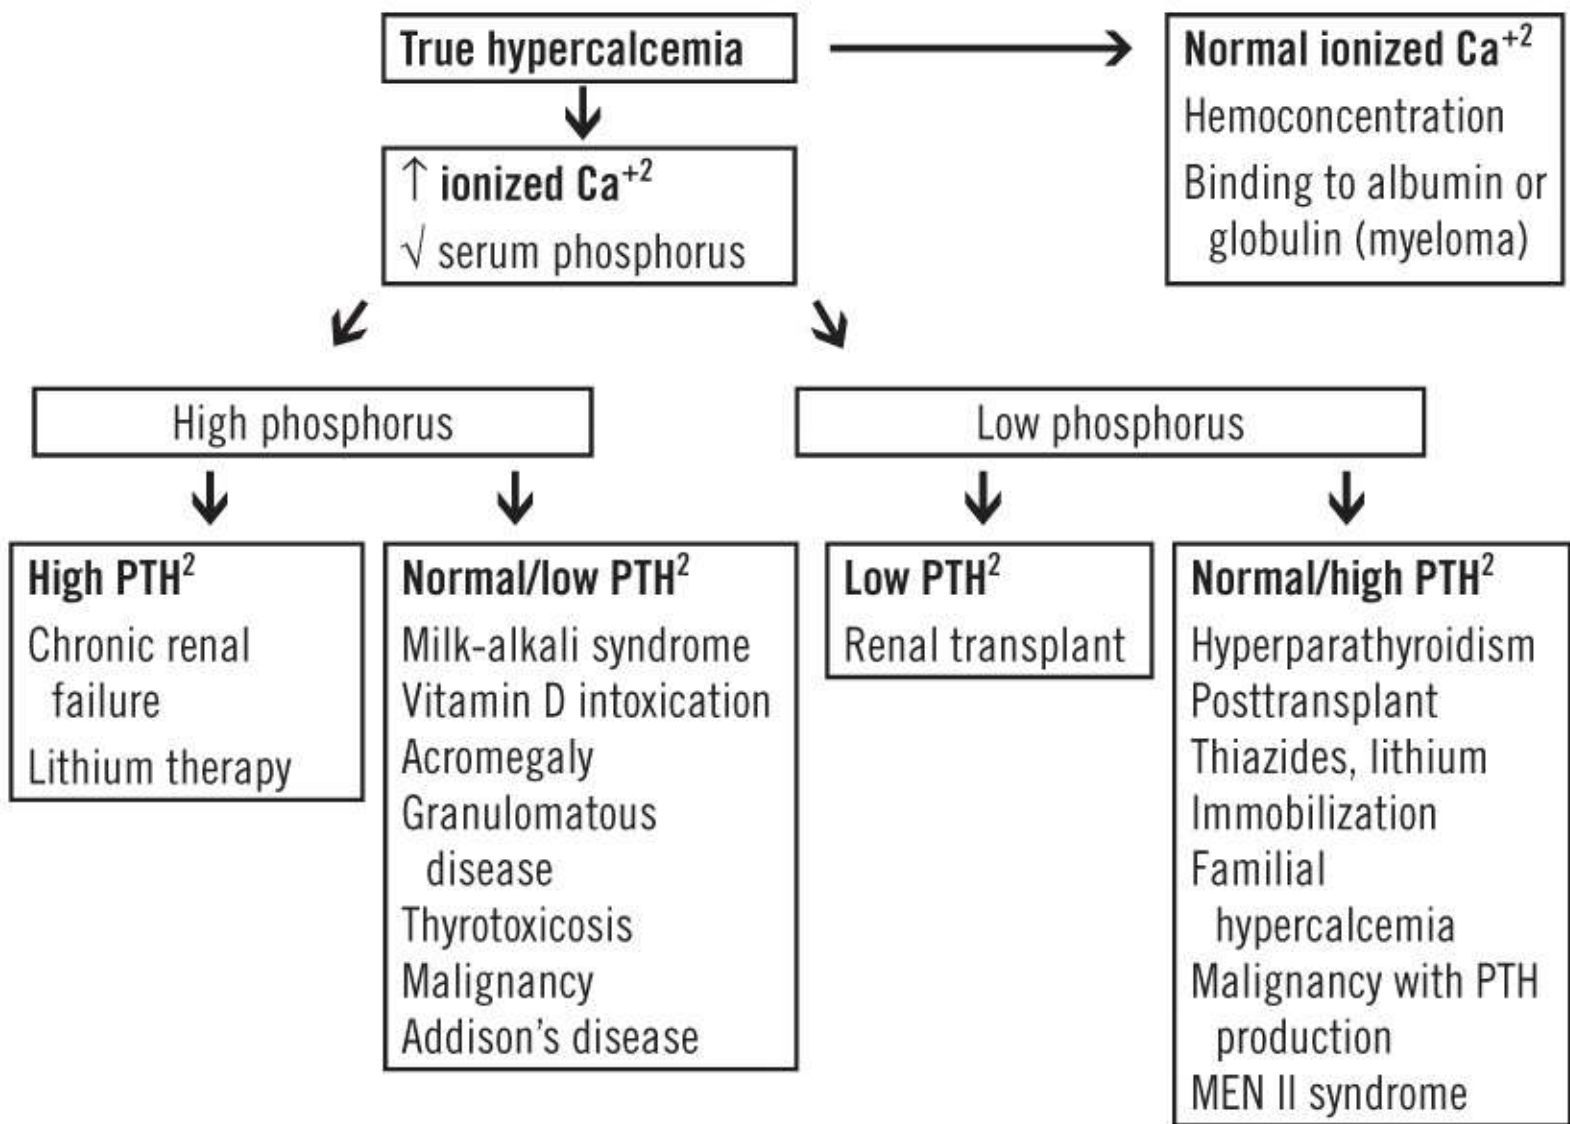 True hypercalcemia
Normal ionized Ca⁺²
Hemoconcentration
Binding to albumin or
globulin (myeloma)
↑ ionized Ca⁺²
√ serum phosphorus
High phosphorus
Low phosphorus
High PTH²
Chronic renal
failure
Lithium therapy
Normal/low PTH²
Milk-alkali syndrome
Vitamin D intoxication
Acromegaly
Granulomatous
disease
Thyrotoxicosis
Malignancy
Addison's disease
Low PTH²
Renal transplant
Normal/high PTH²
Hyperparathyroidism
Posttransplant
Thiazides, lithium
Immobilization
Familial
hypercalcemia
Malignancy with PTH
production
MEN II syndrome